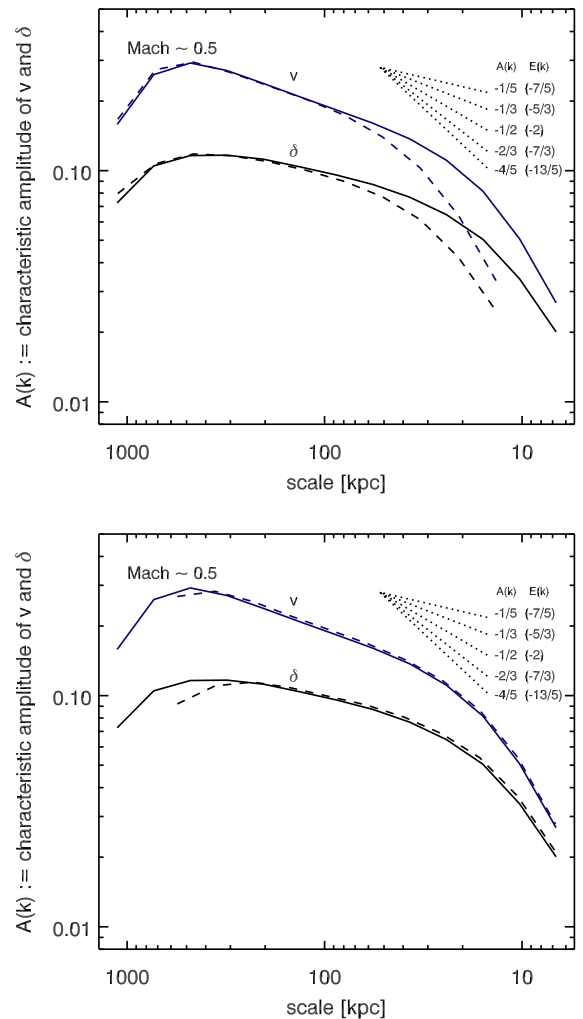 A(k) := characteristic amplitude of v and δ
Mach ~ 0.5
v
δ
A(k) E(k)
-1/5 (-7/5)
-1/3 (-5/3)
-1/2 (-2)
-2/3 (-7/3)
-4/5 (-13/5)
0.10
0.01
1000 100 10
scale [kpc]
A(k) := characteristic amplitude of v and δ
Mach ~ 0.5
v
δ
A(k) E(k)
-1/5 (-7/5)
-1/3 (-5/3)
-1/2 (-2)
-2/3 (-7/3)
-4/5 (-13/5)
0.10
0.01
1000 100 10
scale [kpc]